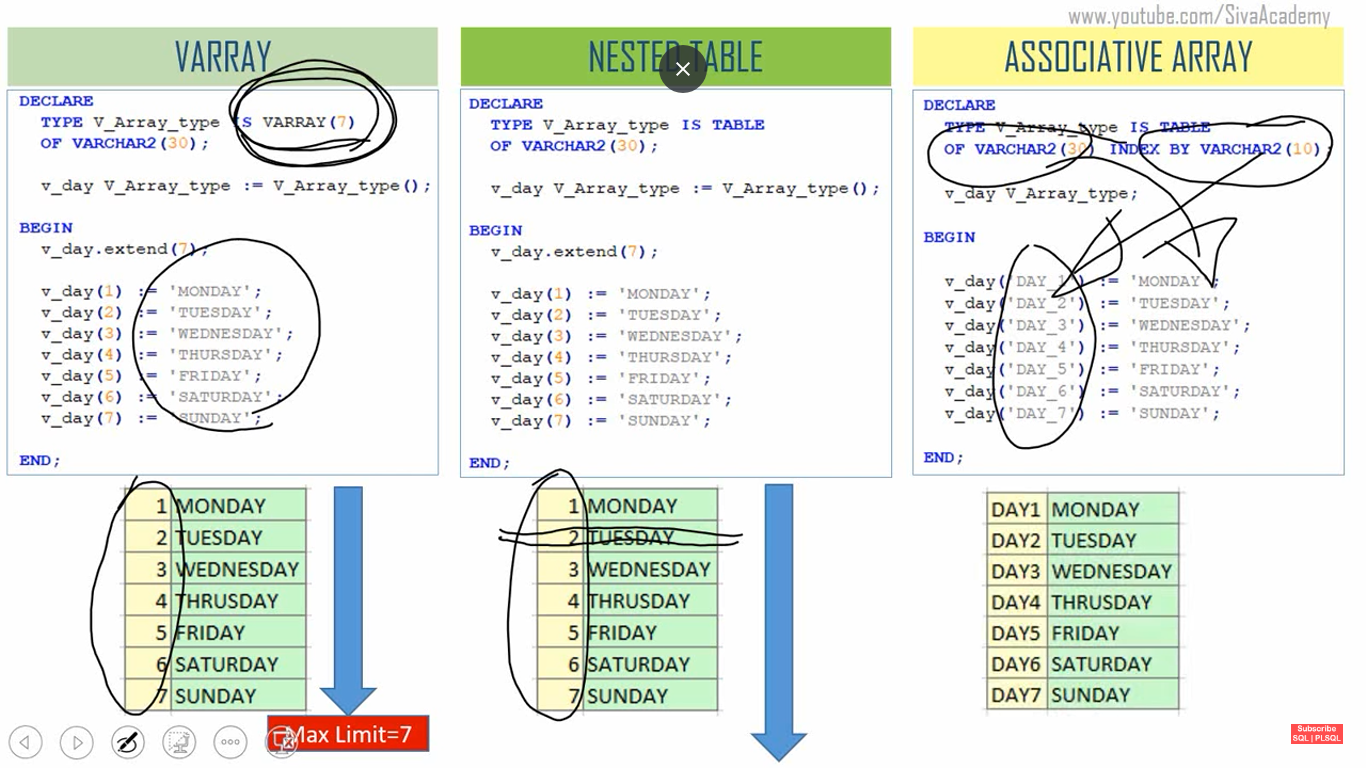 www.youtube.com/SivaAcademy
VARRAY
DECLARE
TYPE V_Array_type IS VARRAY(7)
OF VARCHAR2(30);
v_day V_Array_type := V_Array_type();
BEGIN
v_day.extend(7);
v_day(1) := 'MONDAY';
v_day(2) := 'TUESDAY';
v_day(3) := 'WEDNESDAY';
v_day(4) := 'THURSDAY';
v_day(5) := 'FRIDAY';
v_day(6) := 'SATURDAY';
v_day(7) := 'SUNDAY';
END;
1 MONDAY
2 TUESDAY
3 WEDNESDAY
4 THRUSDAY
5 FRIDAY
6 SATURDAY
7 SUNDAY
Max Limit=7
NESTED TABLE
DECLARE
TYPE V_Array_type IS TABLE
OF VARCHAR2(30);
v_day V_Array_type := V_Array_type();
BEGIN
v_day.extend(7);
v_day(1) := 'MONDAY';
v_day(2) := 'TUESDAY';
v_day(3) := 'WEDNESDAY';
v_day(4) := 'THURSDAY';
v_day(5) := 'FRIDAY';
v_day(6) := 'SATURDAY';
v_day(7) := 'SUNDAY';
END;
1 MONDAY
2 TUESDAY
3 WEDNESDAY
4 THRUSDAY
5 FRIDAY
6 SATURDAY
7 SUNDAY
ASSOCIATIVE ARRAY
DECLARE
TYPE V_Array_type IS TABLE
OF VARCHAR2(30) INDEX BY VARCHAR2(10);
v_day V_Array_type;
BEGIN
v_day('DAY_1') := 'MONDAY';
v_day('DAY_2') := 'TUESDAY';
v_day('DAY_3') := 'WEDNESDAY';
v_day('DAY_4') := 'THURSDAY';
v_day('DAY_5') := 'FRIDAY';
v_day('DAY_6') := 'SATURDAY';
v_day('DAY_7') := 'SUNDAY';
END;
DAY1 MONDAY
DAY2 TUESDAY
DAY3 WEDNESDAY
DAY4 THRUSDAY
DAY5 FRIDAY
DAY6 SATURDAY
DAY7 SUNDAY
Subscribe
SQL | PLSQL